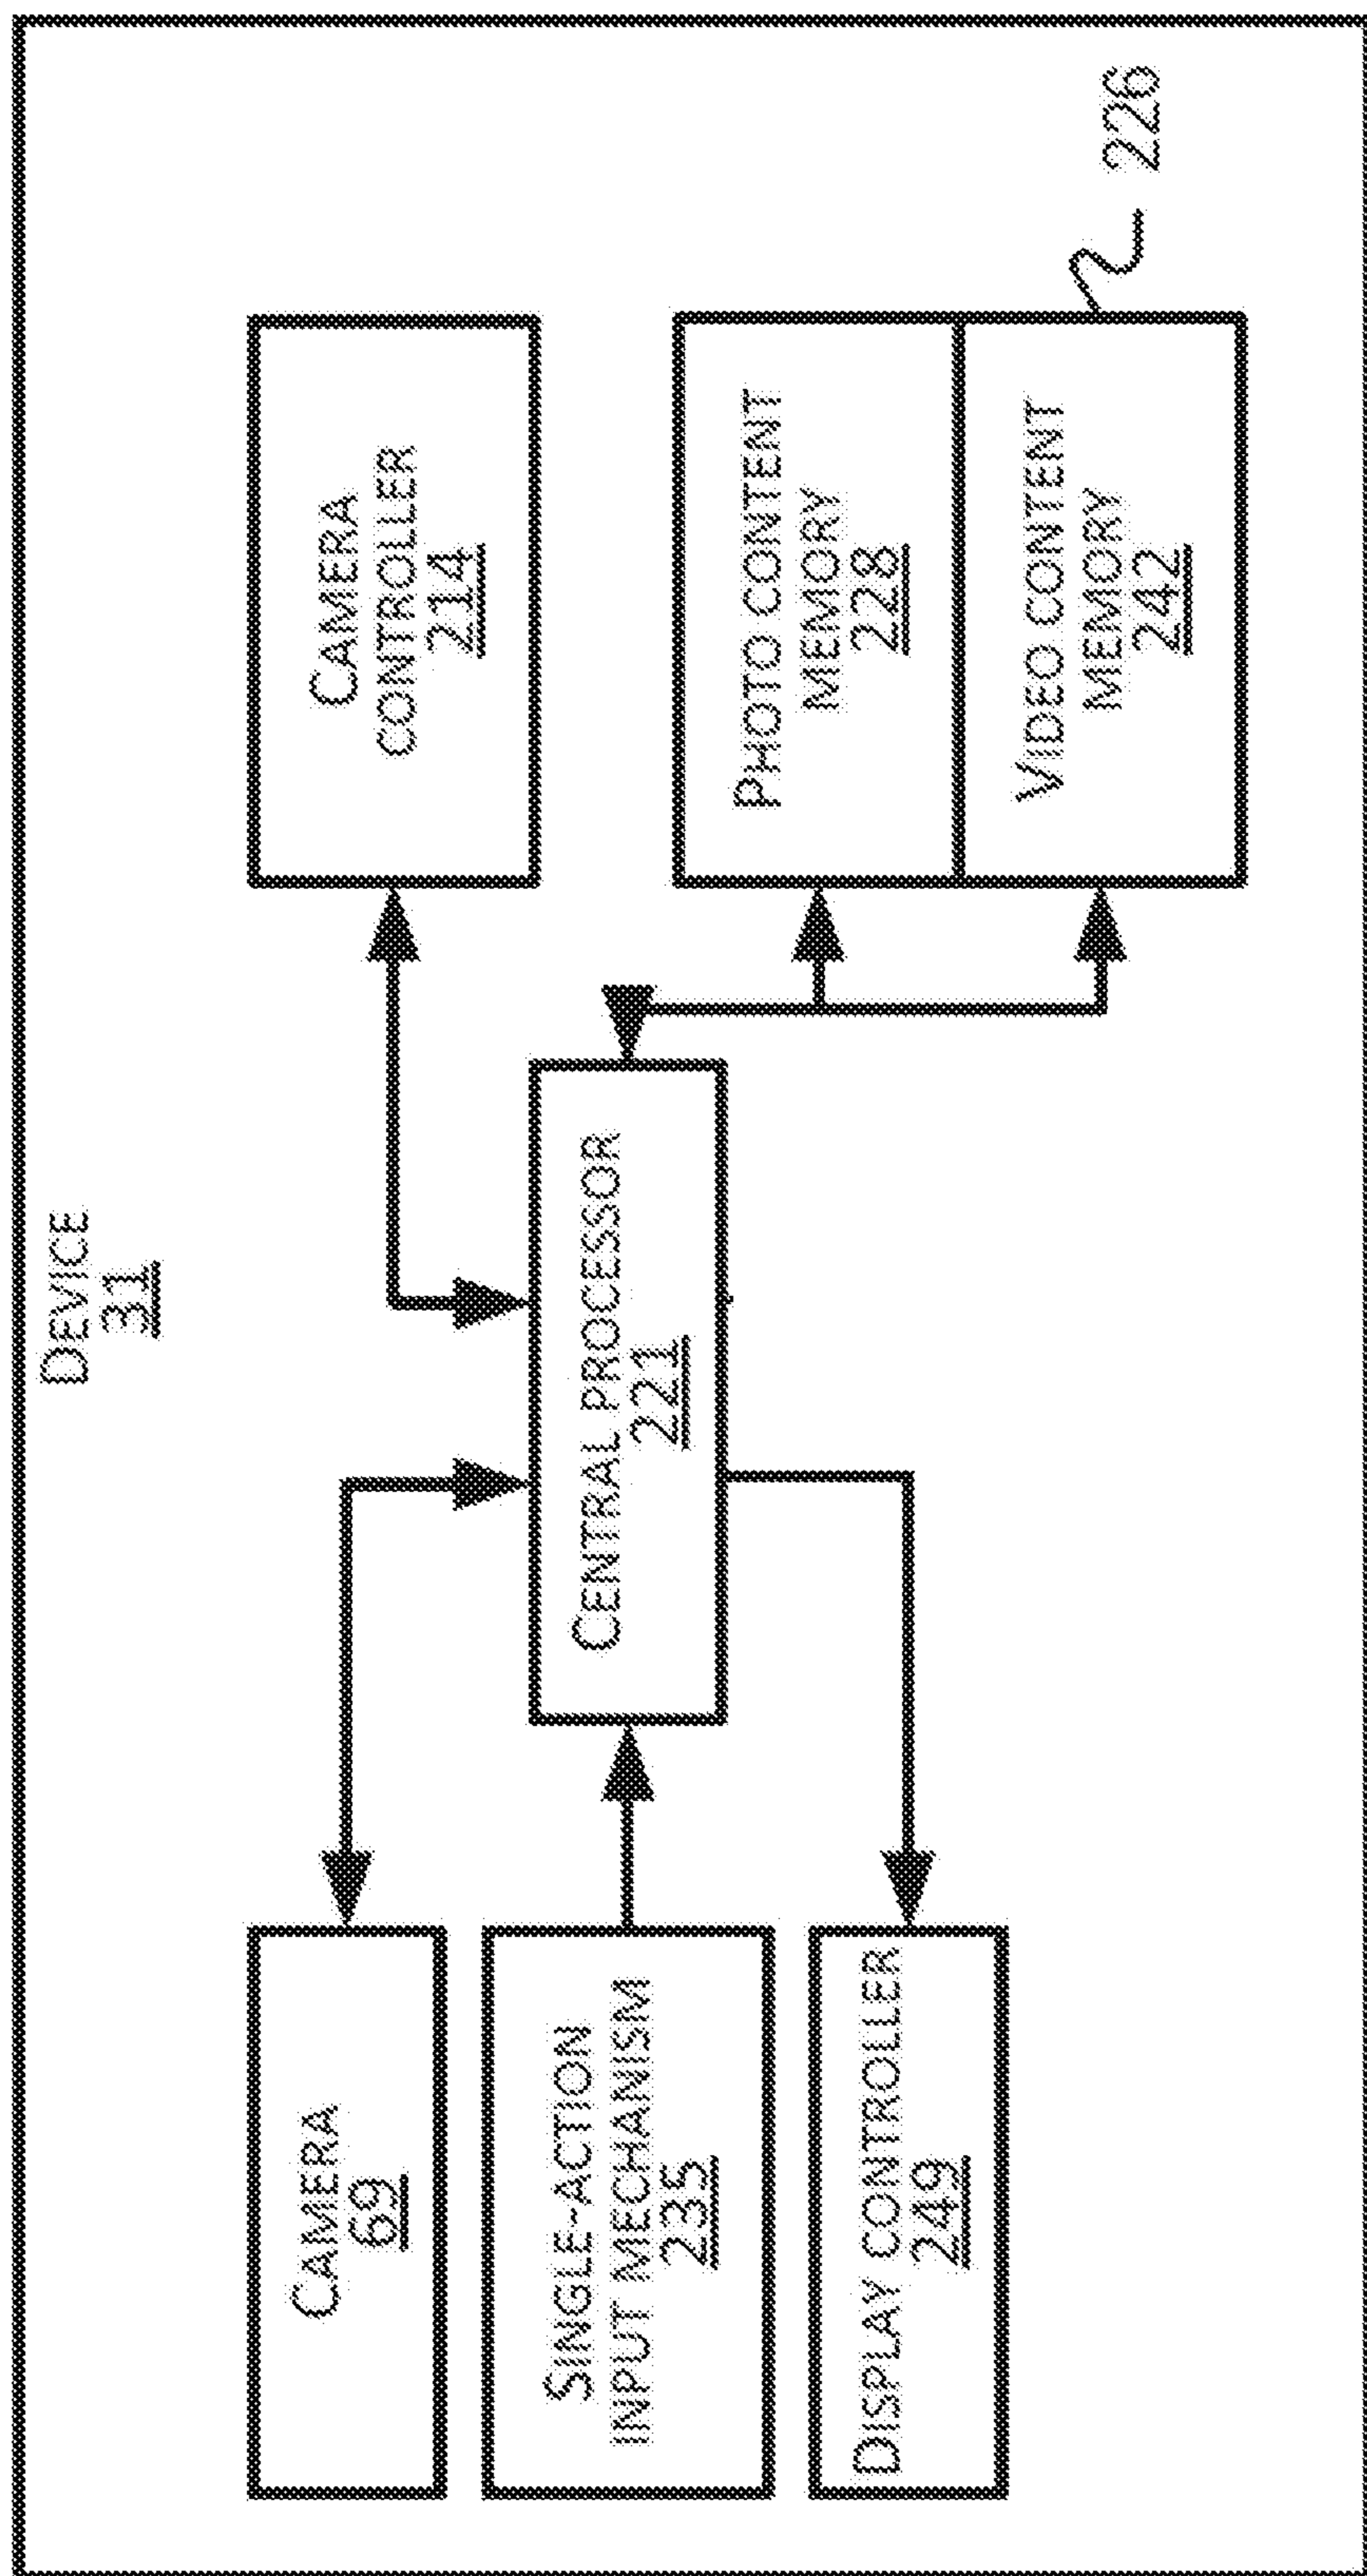 DEVICE
31
CAMERA
69
SINGLE-ACTION
INPUT MECHANISM
235
DISPLAY CONTROLLER
249
CENTRAL PROCESSOR
221
CAMERA
CONTROLLER
214
PHOTO CONTENT
MEMORY
228
VIDEO CONTENT
MEMORY
242
226